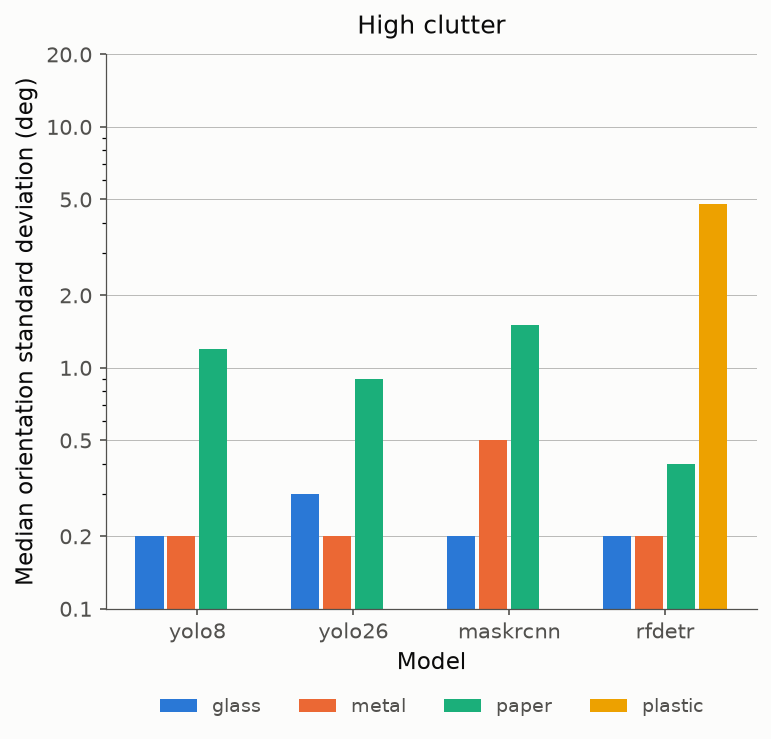 High clutter
Median orientation standard deviation (deg)
20.0
10.0
5.0
2.0
1.0
0.5
0.2
0.1
yolo8 yolo26 maskrcnn rfdetr
Model
glass metal paper plastic